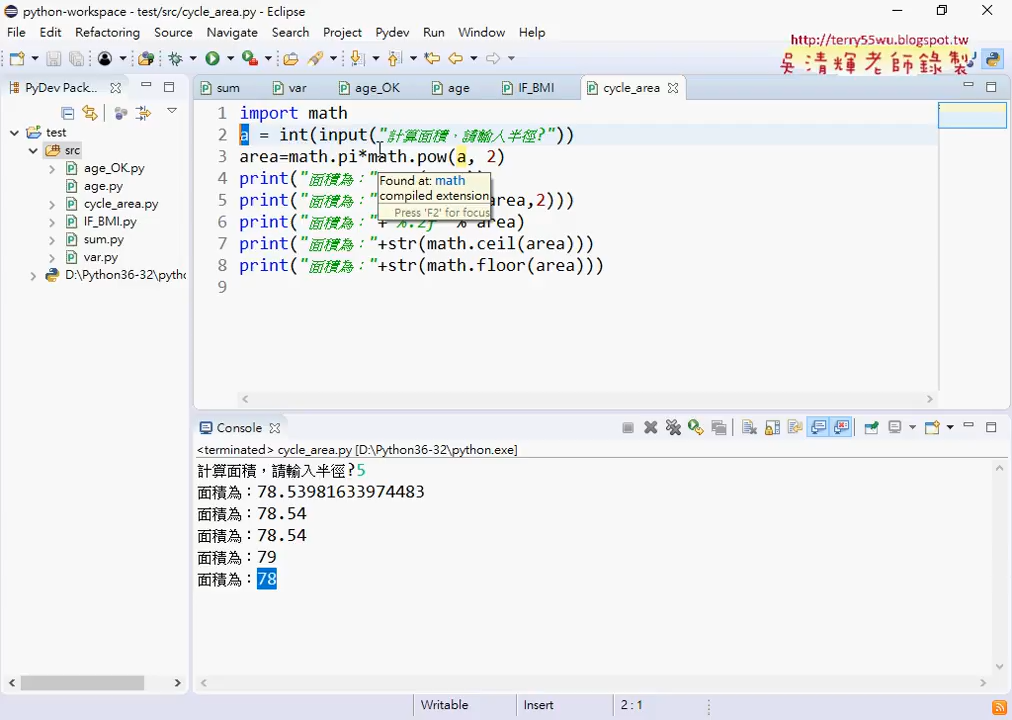 python-workspace - test/src/cycle_area.py - Eclipse
File Edit Refactoring Source Navigate Search Project Pydev Run Window Help
http://terry55wu.blogspot.tw
吳清輝老師錄製
PyDev Pack...
sum var age_OK age IF_BMI cycle_area
test
src
age_OK.py
age.py
cycle_area.py
IF_BMI.py
sum.py
var.py
D:\Python36-32\pytho
1 import math
2 a = int(input("計算面積，請輸入半徑?"))
3 area=math.pi*math.pow(a, 2)
4 print("面積為："
5 print("面積為："area,2)))
6 print("面積為："+"%.2f" % area)
7 print("面積為："+str(math.ceil(area)))
8 print("面積為："+str(math.floor(area)))
9
Found at: math
compiled extension
Press 'F2' for focus
Console
<terminated> cycle_area.py [D:\Python36-32\python.exe]
計算面積，請輸入半徑?5
面積為：78.53981633974483
面積為：78.54
面積為：78.54
面積為：79
面積為：78
Writable Insert 2 : 1